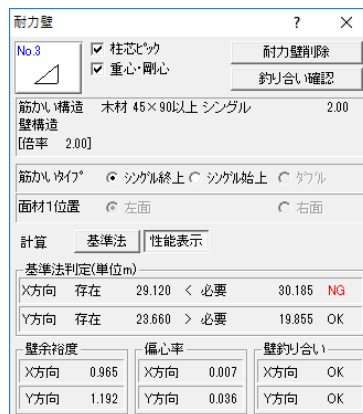 耐力壁 ? ×
No.3 ☑ 柱芯ピック 耐力壁削除
☑ 重心・剛心 釣り合い確認
筋かい構造 木材 45×90以上 シングル 2.00
壁構造
[倍率 2.00]
筋かいタイプ ◉ シングル終上 ○ シングル始上 ○ ダブル
面材1位置 ◉ 左面 ○ 右面
計算 基準法 性能表示
基準法判定(単位m)
X方向 存在 29.120 < 必要 30.185 NG
Y方向 存在 23.660 > 必要 19.855 OK
壁余裕度 偏心率 壁釣り合い
X方向 0.965 X方向 0.007 X方向 OK
Y方向 1.192 Y方向 0.036 Y方向 OK